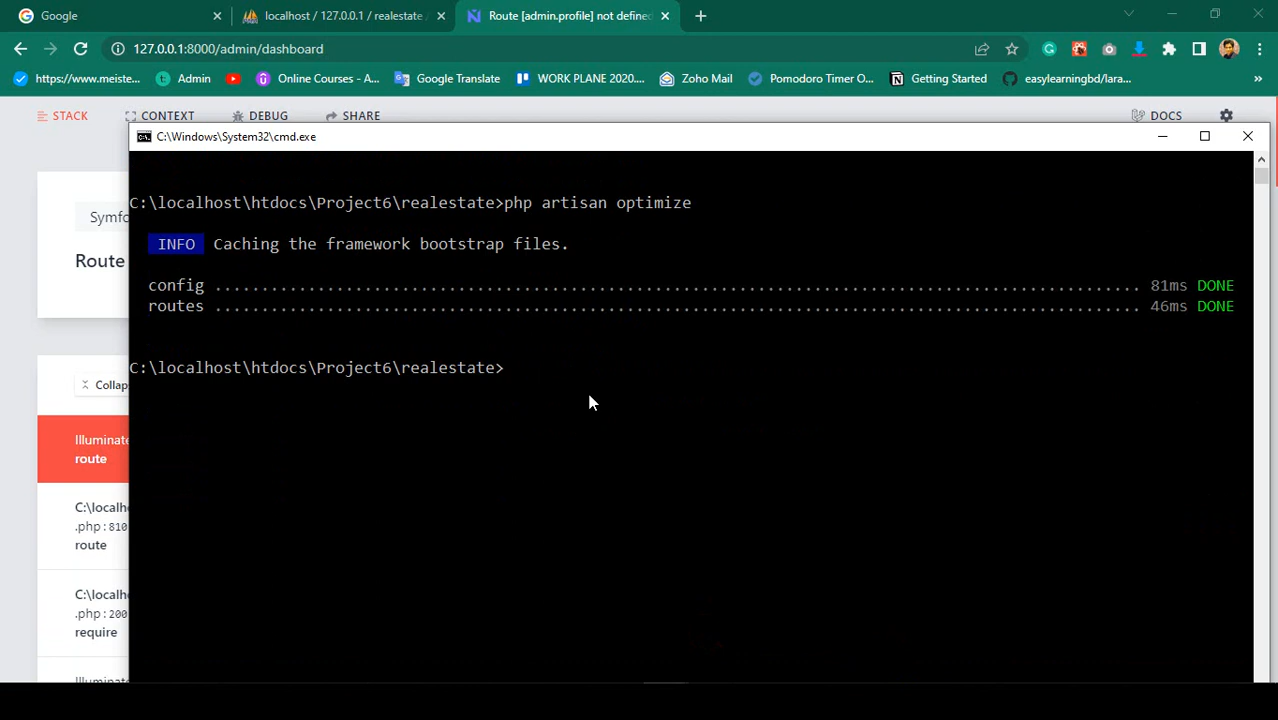 Google
localhost / 127.0.0.1 / realestate
Route [admin.profile] not defined
127.0.0.1:8000/admin/dashboard
https://www.meiste... Admin Online Courses - A... Google Translate WORK PLANE 2020.... Zoho Mail Pomodoro Timer O... Getting Started easylearningbd/lara... »
STACK CONTEXT DEBUG SHARE DOCS
C:\Windows\System32\cmd.exe
C:\localhost\htdocs\Project6\realestate>php artisan optimize
Symfo
INFO Caching the framework bootstrap files.
Route
config .................................................................................................... 81ms DONE
routes .................................................................................................... 46ms DONE
C:\localhost\htdocs\Project6\realestate>
Collaps
Illuminate
route
C:\localh
.php:810
route
C:\localh
.php:200
require
Illuminate